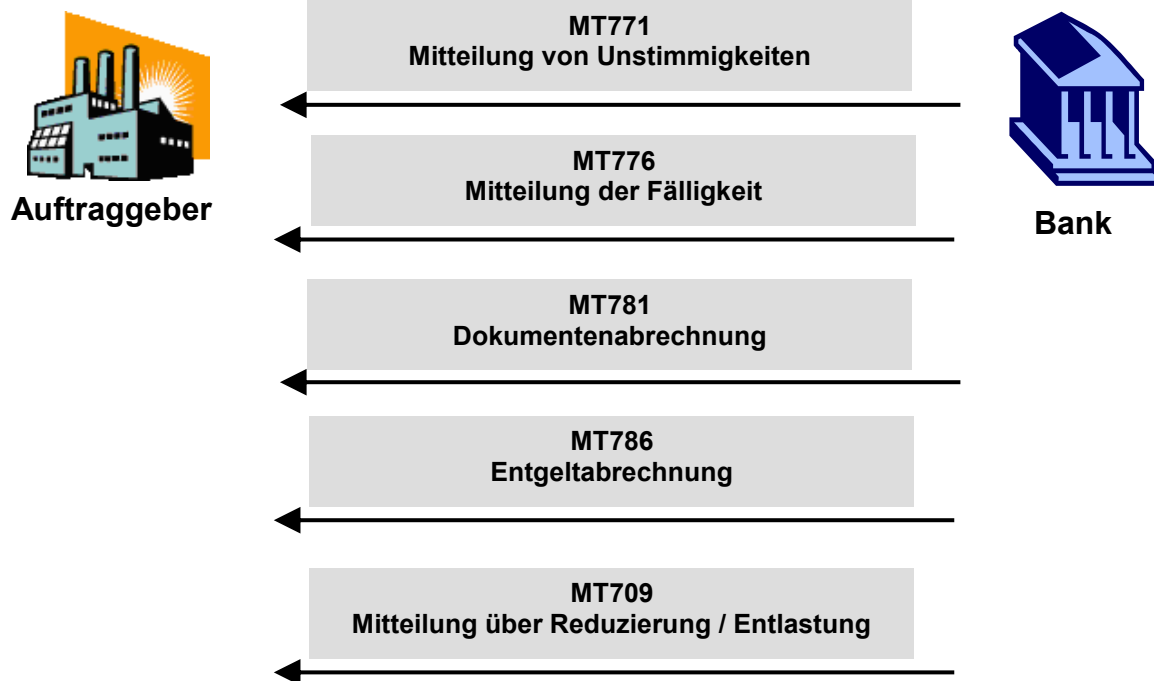 MT771
Mitteilung von Unstimmigkeiten
MT776
Mitteilung der Fälligkeit
Auftraggeber
Bank
MT781
Dokumentenabrechnung
MT786
Entgeltabrechnung
MT709
Mitteilung über Reduzierung / Entlastung